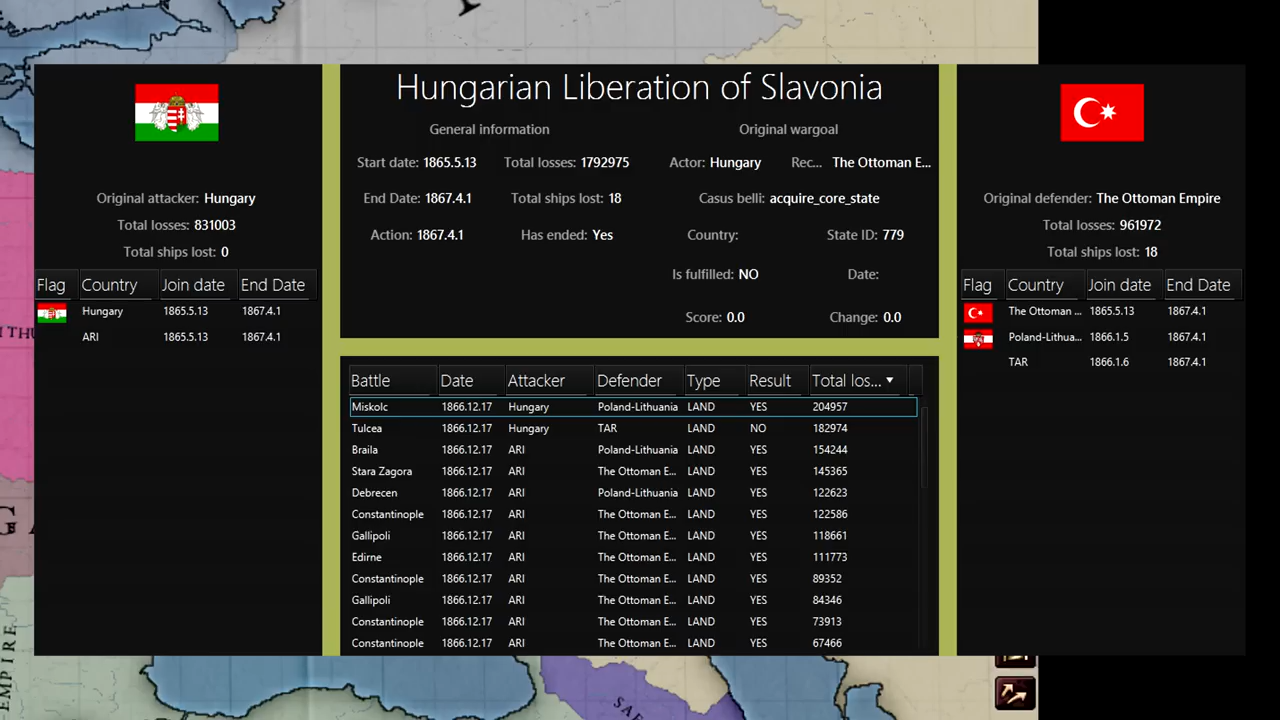 Hungarian Liberation of Slavonia
General information
Original wargoal
Start date: 1865.5.13
Total losses: 1792975
Actor: Hungary
Rec... The Ottoman E...
End Date: 1867.4.1
Total ships lost: 18
Casus belli: acquire_core_state
Action: 1867.4.1
Has ended: Yes
Country:
State ID: 779
Is fulfilled: NO
Date:
Score: 0.0
Change: 0.0
Original attacker: Hungary
Total losses: 831003
Total ships lost: 0
Flag Country Join date End Date
Hungary 1865.5.13 1867.4.1
ARI 1865.5.13 1867.4.1
Original defender: The Ottoman Empire
Total losses: 961972
Total ships lost: 18
Flag Country Join date End Date
The Ottoman ... 1865.5.13 1867.4.1
Poland-Lithua... 1866.1.5 1867.4.1
TAR 1866.1.6 1867.4.1
Battle Date Attacker Defender Type Result Total los...
Miskolc 1866.12.17 Hungary Poland-Lithuania LAND YES 204957
Tulcea 1866.12.17 Hungary TAR LAND NO 182974
Braila 1866.12.17 ARI Poland-Lithuania LAND YES 154244
Stara Zagora 1866.12.17 ARI The Ottoman E... LAND YES 145365
Debrecen 1866.12.17 ARI Poland-Lithuania LAND YES 122623
Constantinople 1866.12.17 ARI The Ottoman E... LAND YES 122586
Gallipoli 1866.12.17 ARI The Ottoman E... LAND YES 118661
Edirne 1866.12.17 ARI The Ottoman E... LAND YES 111773
Constantinople 1866.12.17 ARI The Ottoman E... LAND YES 89352
Gallipoli 1866.12.17 ARI The Ottoman E... LAND YES 84346
Constantinople 1866.12.17 ARI The Ottoman E... LAND YES 73913
Constantinople 1866.12.17 ARI The Ottoman E... LAND YES 67466
EMPIRE